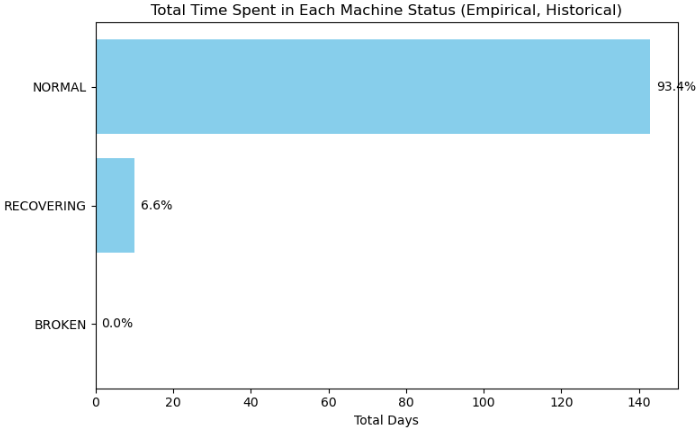 Total Time Spent in Each Machine Status (Empirical, Historical)
NORMAL
93.4%
RECOVERING
6.6%
BROKEN
0.0%
0 20 40 60 80 100 120 140
Total Days